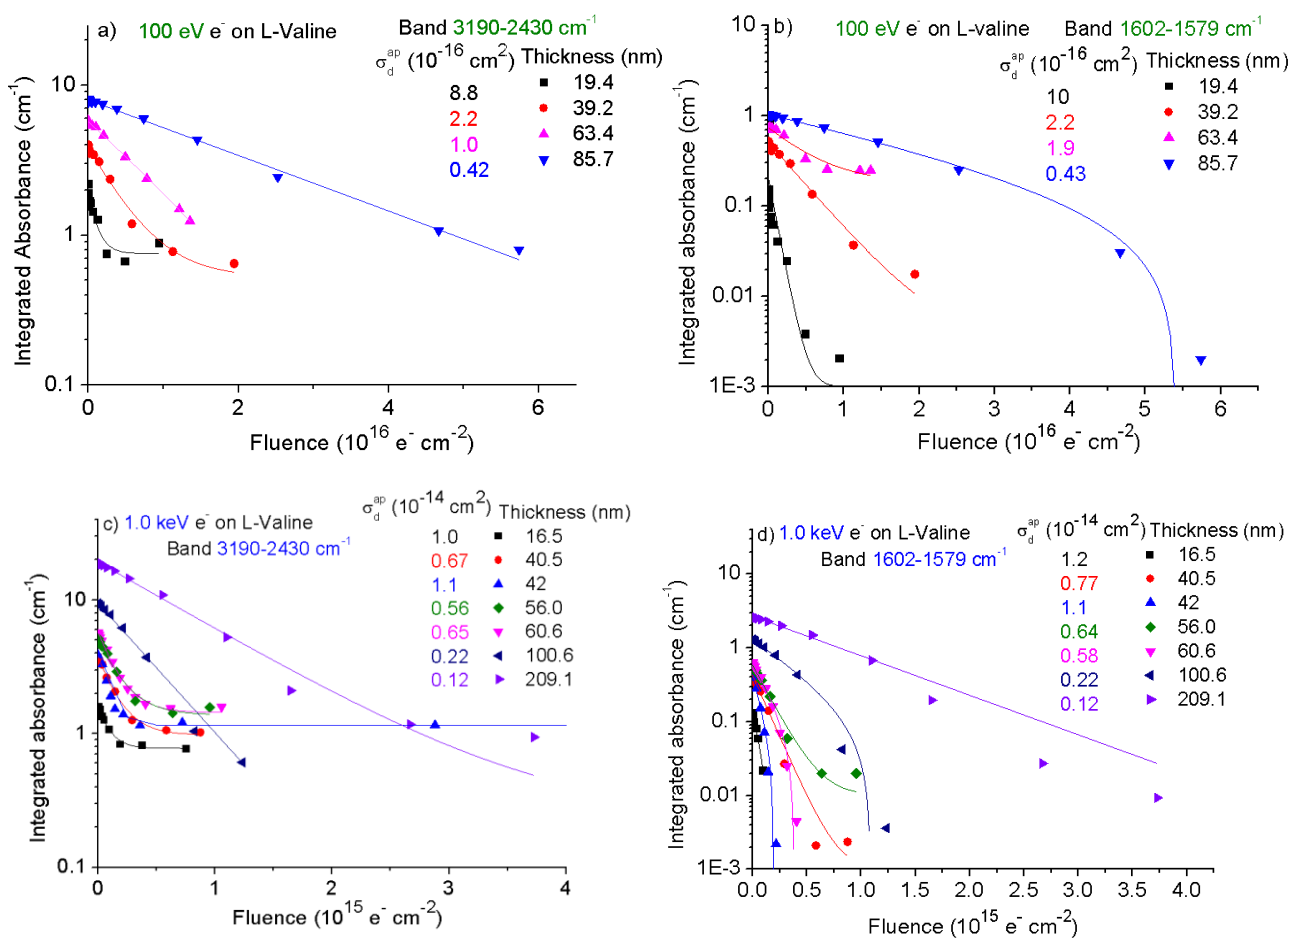 a)
100 eV e⁻ on L-Valine
Band 3190-2430 cm⁻¹
σ_d^ap (10⁻¹⁶ cm²) Thickness (nm)
8.8 19.4
2.2 39.2
1.0 63.4
0.42 85.7
Integrated Absorbance (cm⁻¹)
10
1
0.1
0 2 4 6
Fluence (10¹⁶ e⁻ cm⁻²)
b)
100 eV e⁻ on L-valine
Band 1602-1579 cm⁻¹
σ_d^ap (10⁻¹⁶ cm²) Thickness (nm)
10 19.4
2.2 39.2
1.9 63.4
0.43 85.7
Integrated absorbance (cm⁻¹)
10
1
0.1
0.01
1E-3
0 1 2 3 4 5 6
Fluence (10¹⁶ e⁻ cm⁻²)
c) 1.0 keV e⁻ on L-Valine
Band 3190-2430 cm⁻¹
σ_d^ap (10⁻¹⁴ cm²) Thickness (nm)
1.0 16.5
0.67 40.5
1.1 42
0.56 56.0
0.65 60.6
0.22 100.6
0.12 209.1
Integrated absorbance (cm⁻¹)
10
1
0.1
0 1 2 3 4
Fluence (10¹⁵ e⁻ cm⁻²)
d) 1.0 keV e⁻ on L-Valine
Band 1602-1579 cm⁻¹
σ_d^ap (10⁻¹⁴ cm²) Thickness (nm)
1.2 16.5
0.77 40.5
1.1 42
0.64 56.0
0.58 60.6
0.22 100.6
0.12 209.1
Integrated absorbance (cm⁻¹)
10
1
0.1
0.01
1E-3
0.0 0.5 1.0 1.5 2.0 2.5 3.0 3.5 4.0
Fluence (10¹⁵ e⁻ cm⁻²)